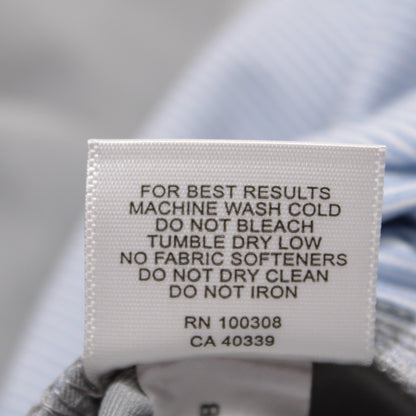 FOR BEST RESULTS
MACHINE WASH COLD
DO NOT BLEACH
TUMBLE DRY LOW
NO FABRIC SOFTENERS
DO NOT DRY CLEAN
DO NOT IRON
RN 100308
CA 40339